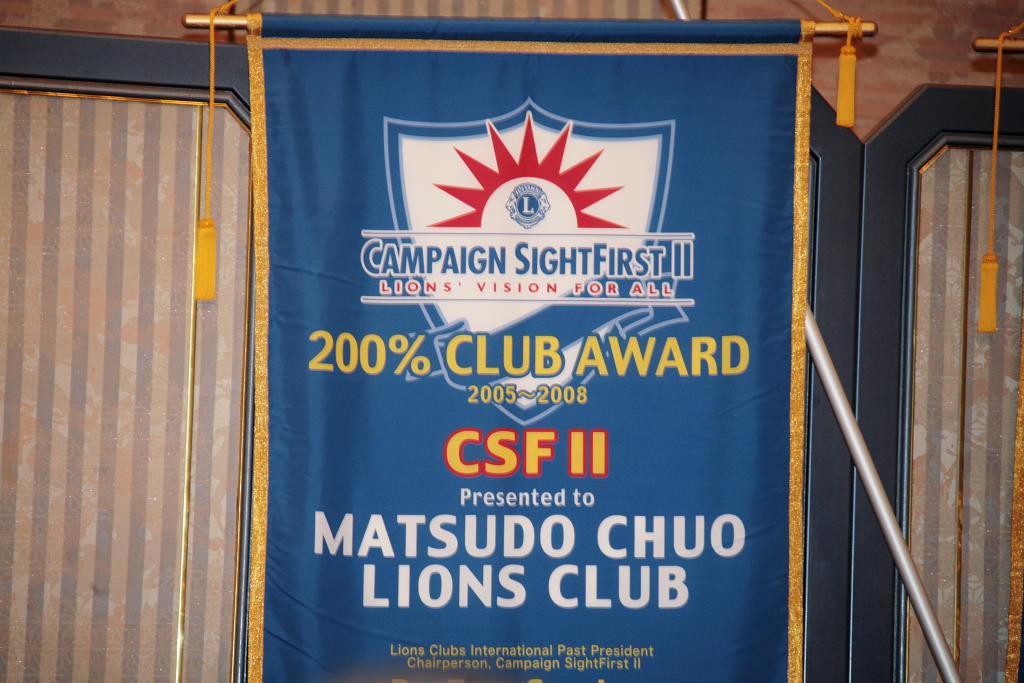 L
CAMPAIGN SIGHTFIRST II
LIONS' VISION FOR ALL
200% CLUB AWARD
2005~2008
CSF II
Presented to
MATSUDO CHUO
LIONS CLUB
Lions Clubs International Past President
Chairperson, Campaign SightFirst II